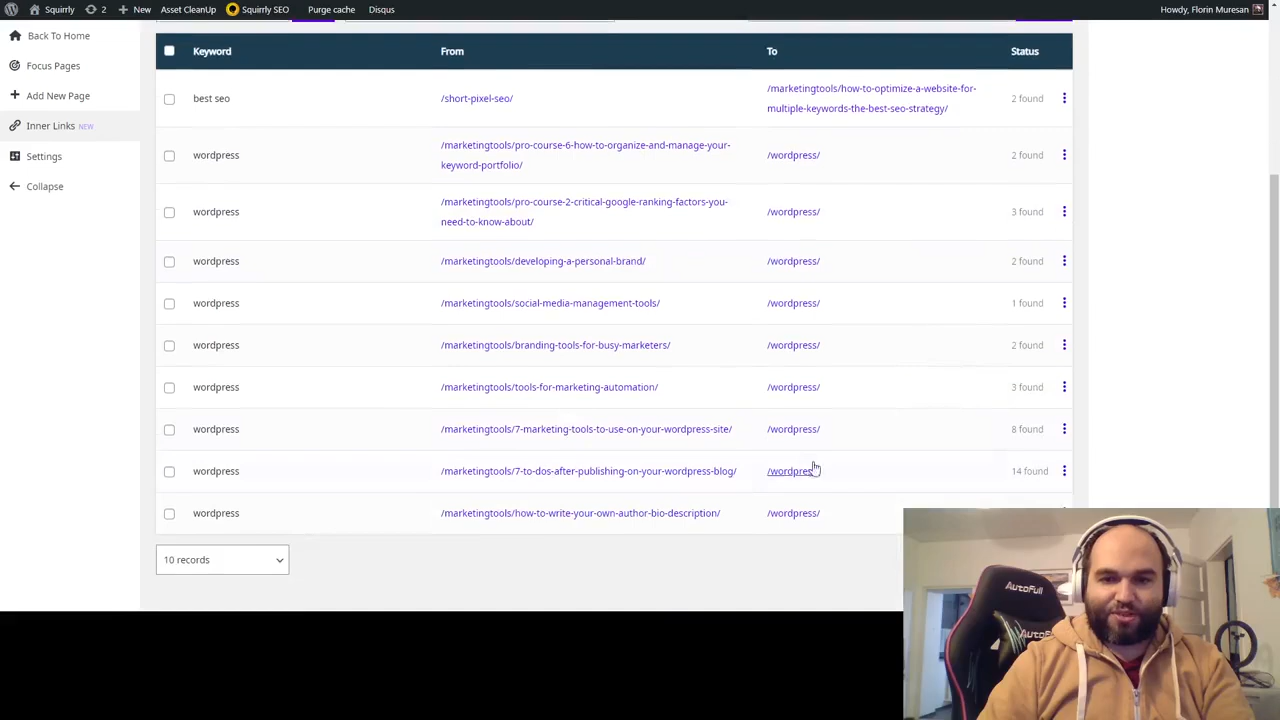 Squirrly
2
New
Asset CleanUp
Squirrly SEO
Purge cache
Disqus
Howdy, Florin Muresan
Back To Home
Focus Pages
Add New Page
Inner Links NEW
Settings
Collapse
Keyword From To Status
best seo /short-pixel-seo/ /marketingtools/how-to-optimize-a-website-for-
multiple-keywords-the-best-seo-strategy/ 2 found
wordpress /marketingtools/pro-course-6-how-to-organize-and-manage-your-
keyword-portfolio/ /wordpress/ 2 found
wordpress /marketingtools/pro-course-2-critical-google-ranking-factors-you-
need-to-know-about/ /wordpress/ 3 found
wordpress /marketingtools/developing-a-personal-brand/ /wordpress/ 2 found
wordpress /marketingtools/social-media-management-tools/ /wordpress/ 1 found
wordpress /marketingtools/branding-tools-for-busy-marketers/ /wordpress/ 2 found
wordpress /marketingtools/tools-for-marketing-automation/ /wordpress/ 3 found
wordpress /marketingtools/7-marketing-tools-to-use-on-your-wordpress-site/ /wordpress/ 8 found
wordpress /marketingtools/7-to-dos-after-publishing-on-your-wordpress-blog/ /wordpress/ 14 found
wordpress /marketingtools/how-to-write-your-own-author-bio-description/ /wordpress/
10 records
AutoFull
AutoFull